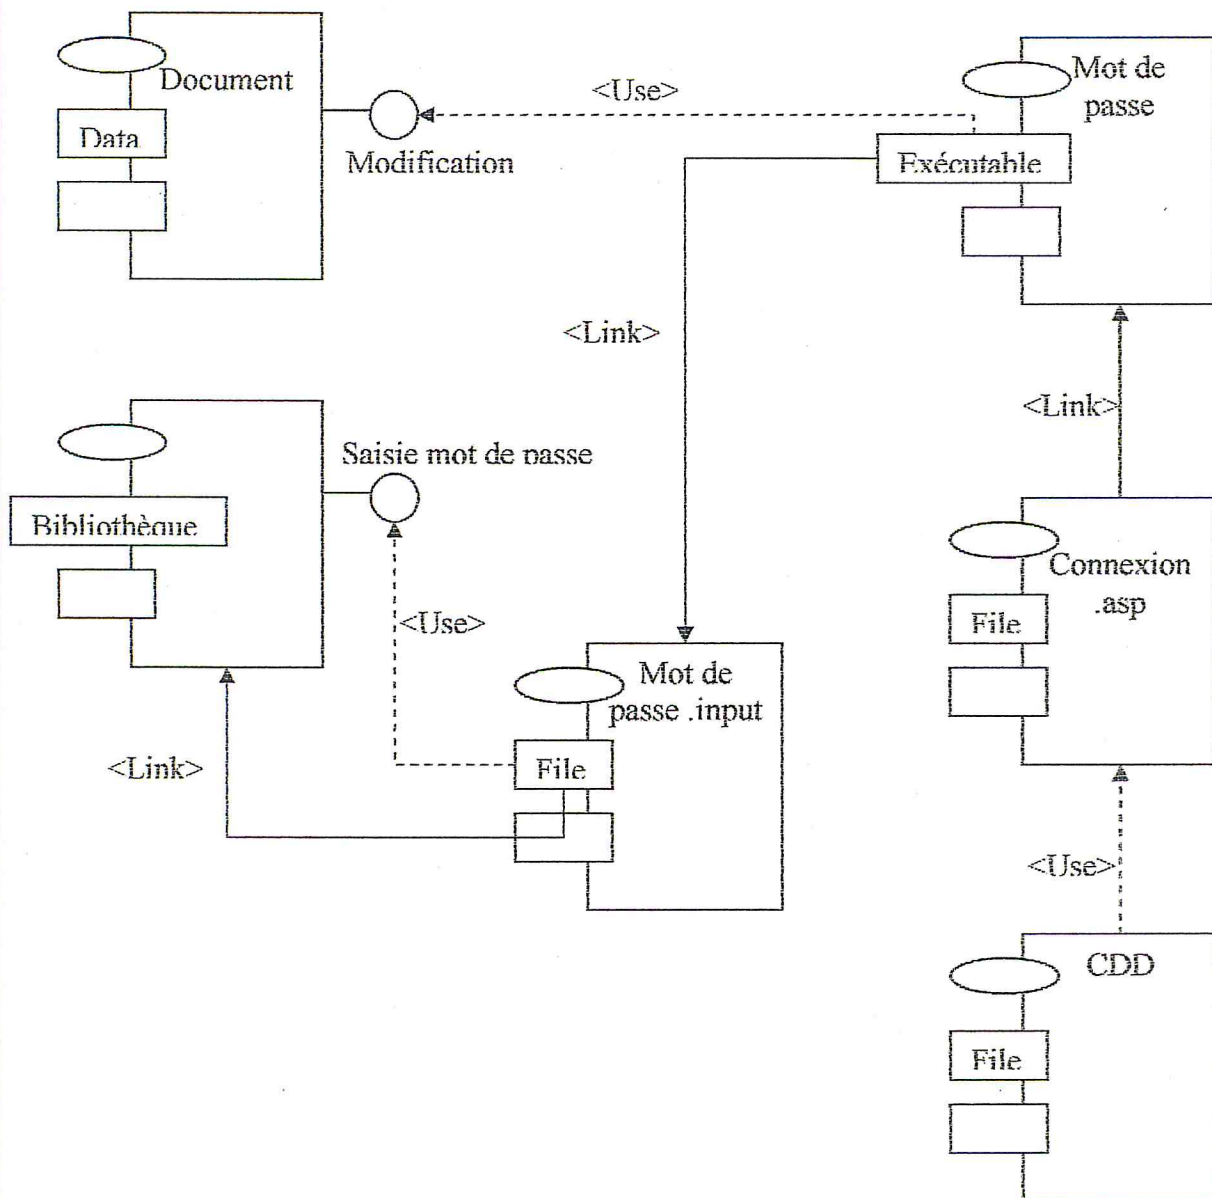 Document
Data
Modification
<Use>
Mot de
passe
Exécutable
<Link>
<Link>
Saisie mot de passe
Bibliothèque
<Use>
Connexion
.asp
File
Mot de
passe .input
File
<Link>
<Use>
CDD
File